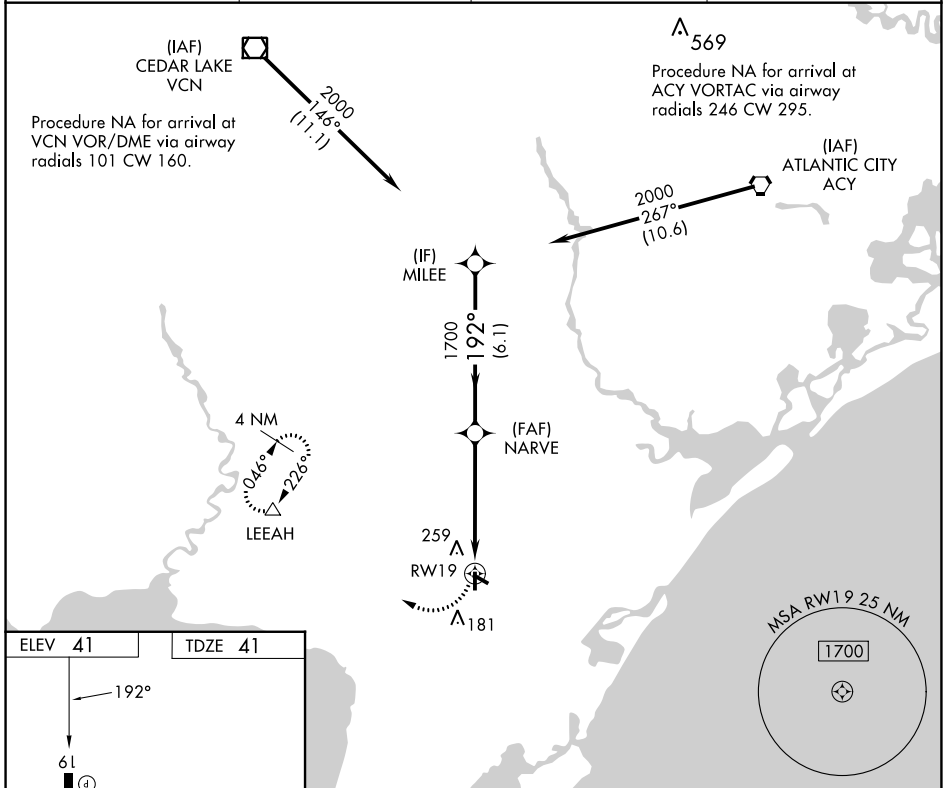 (IAF)
CEDAR LAKE
VCN
Procedure NA for arrival at
VCN VOR/DME via airway
radials 101 CW 160.
2000
146°
(11.1)
569
Procedure NA for arrival at
ACY VORTAC via airway
radials 246 CW 295.
(IAF)
ATLANTIC CITY
ACY
2000
267°
(10.6)
(IF)
MILEE
1700
192°
(6.1)
(FAF)
NARVE
4 NM
046°
226°
LEEAH
259
RW19
181
MSA RW19 25 NM
1700
ELEV 41
TDZE 41
192°
19
P